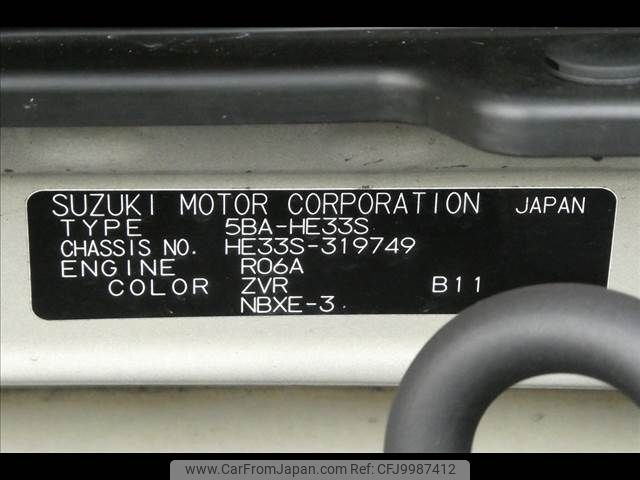 SUZUKI MOTOR CORPORATION JAPAN
TYPE 5BA-HE33S
CHASSIS NO. HE33S-319749
ENGINE R06A
COLOR ZVR B11
NBXE-3
www.CarFromJapan.com CFJ9987412